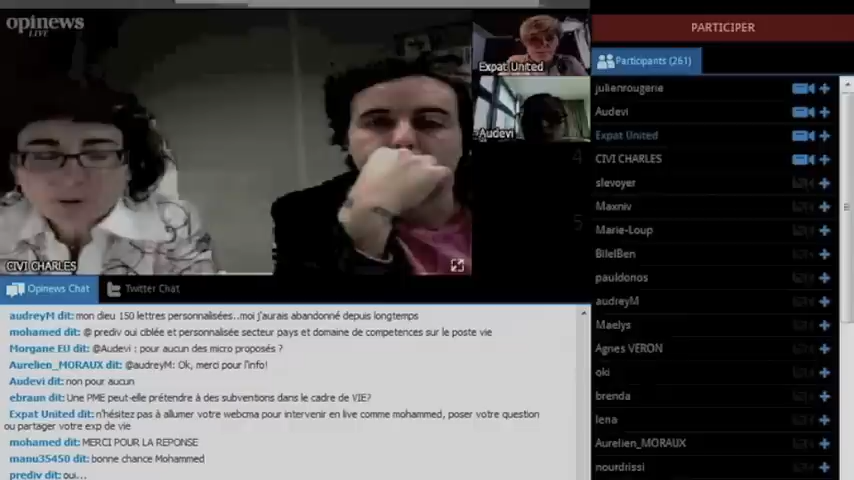 opinews
LIVE
Expat United
Audevi
4
5
CIVI CHARLES
PARTICIPER
Participants (261)
julienrougerie
Audevi
Expat United
CIVI CHARLES
slevoyer
Maxniv
Marie-Loup
BilelBen
pauldonos
audreyM
Maelys
Agnes VERON
oki
brenda
lena
Aurelien_MORAUX
nourdrissi
Opinews Chat
Twitter Chat
audreyM dit: mon dieu 150 lettres personnalisées..moi j'aurais abandonné depuis longtemps
mohamed dit: @ prediv oui ciblée et personnalisée secteur pays et domaine de competences sur le poste vie
Morgane EU dit: @Audevi : pour aucun des micro proposés ?
Aurelien_MORAUX dit: @audreyM: Ok, merci pour l'info!
Audevi dit: non pour aucun
ebraun dit: Une PME peut-elle prétendre à des subventions dans le cadre de VIE?
Expat United dit: n'hésitez pas à allumer votre webcma pour intervenir en live comme mohammed, poser votre question
ou partager votre exp de vie
mohamed dit: MERCI POUR LA REPONSE
manu35450 dit: bonne chance Mohammed
prediv dit: oui...